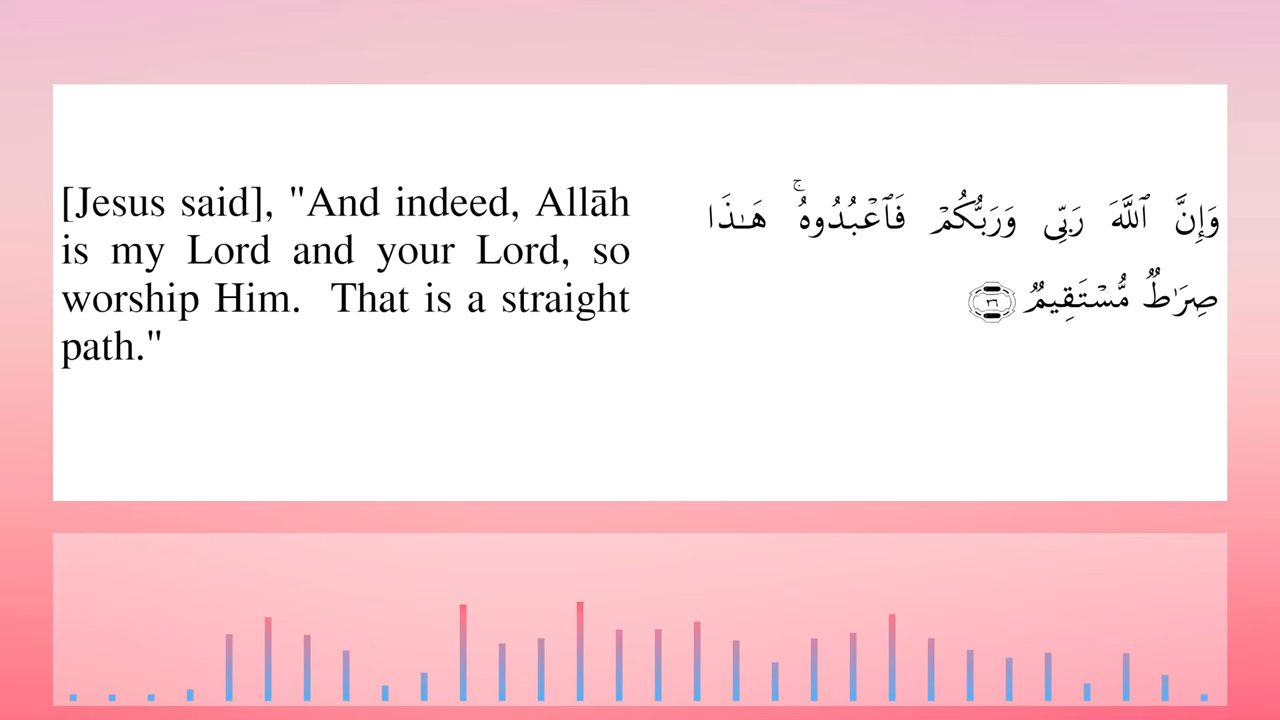 [Jesus said], "And indeed, Allāh
is my Lord and your Lord, so
worship Him.  That is a straight
path."
وَإِنَّ ٱللَّهَ رَبِّى وَرَبُّكُمْ فَٱعْبُدُوهُ ۚ هَـٰذَا
صِرَٰطٌ مُّسْتَقِيمٌ ٣٦